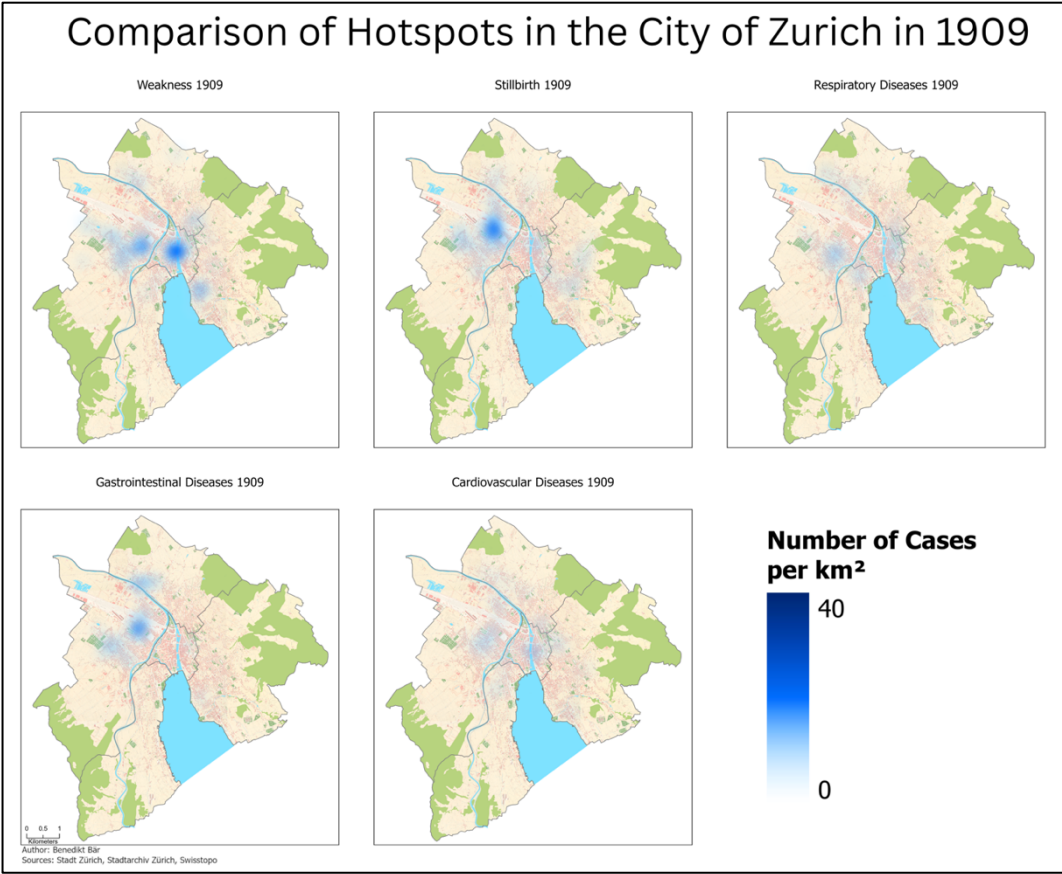 Comparison of Hotspots in the City of Zurich in 1909
Weakness 1909
Stillbirth 1909
Respiratory Diseases 1909
Gastrointestinal Diseases 1909
Cardiovascular Diseases 1909
Number of Cases
per km²
40
0
0 0.5 1
Kilometers
Author: Benedikt Bär
Sources: Stadt Zürich, Stadtarchiv Zürich, Swisstopo